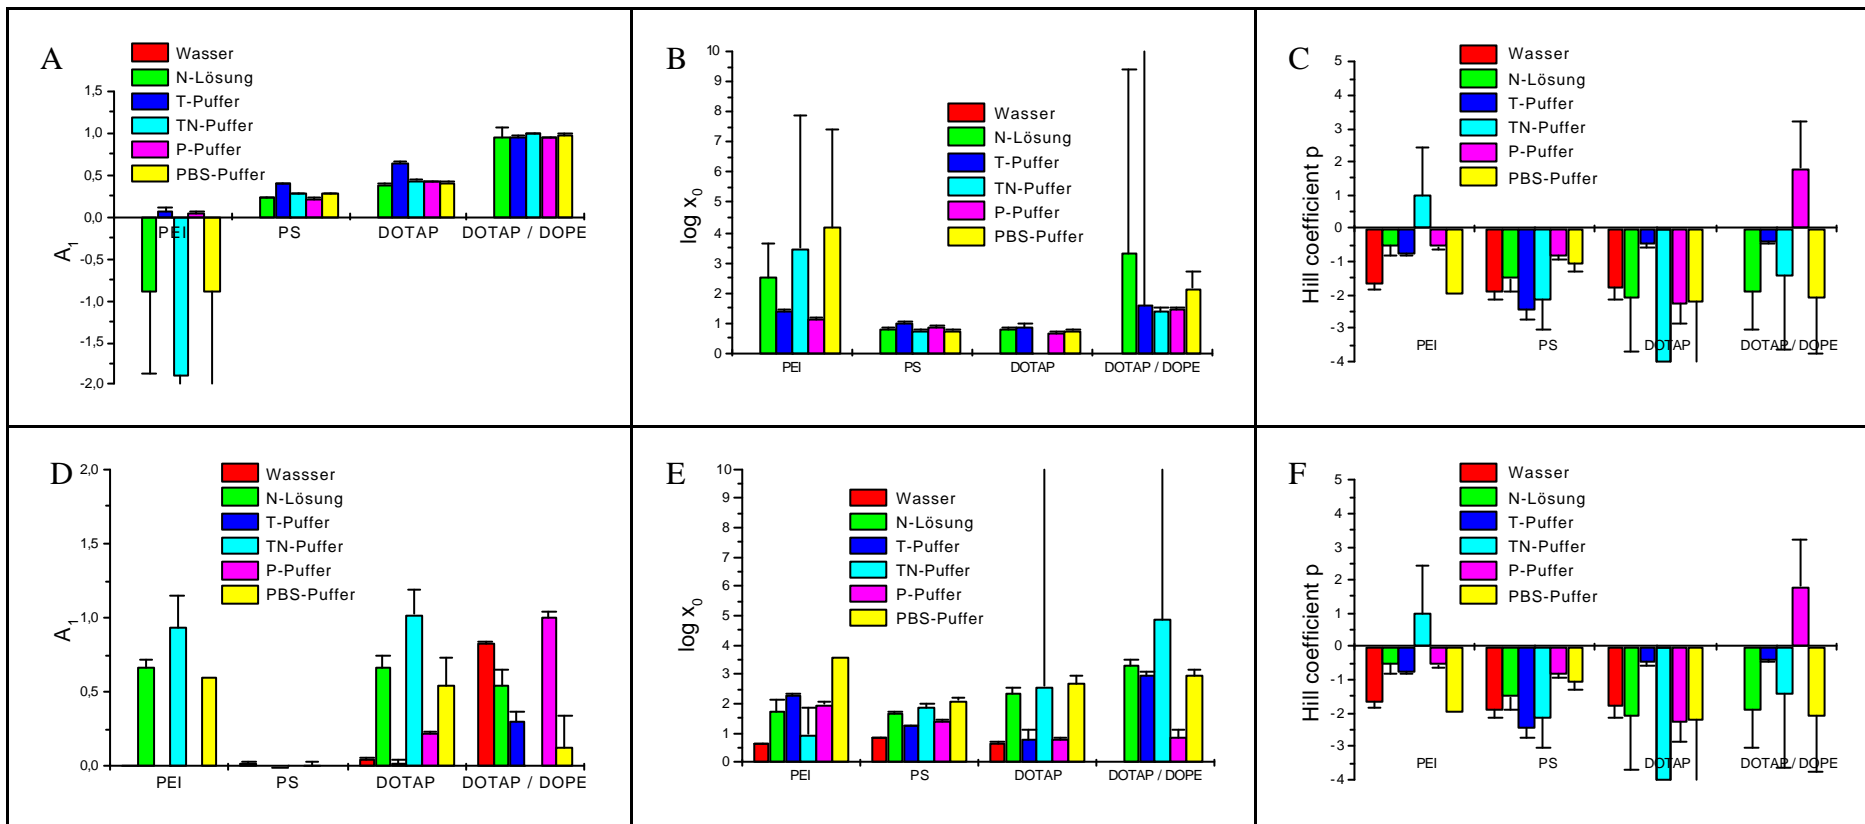 A
Wasser
N-Lösung
T-Puffer
TN-Puffer
P-Puffer
PBS-Puffer
1,5
1,0
0,5
0,0
-0,5
-1,0
-1,5
-2,0
A1
PEI
PS
DOTAP
DOTAP / DOPE
B
10
9
8
7
6
5
4
3
2
1
0
log x0
Wasser
N-Lösung
T-Puffer
TN-Puffer
P-Puffer
PBS-Puffer
PEI
PS
DOTAP
DOTAP / DOPE
C
5
4
3
2
1
0
-1
-2
-3
-4
Hill coefficient p
Wasser
N-Lösung
T-Puffer
TN-Puffer
P-Puffer
PBS-Puffer
PEI
PS
DOTAP
DOTAP / DOPE
D
2,0
1,5
1,0
0,5
0,0
A1
Wassser
N-Lösung
T-Puffer
TN-Puffer
P-Puffer
PBS-Puffer
PEI
PS
DOTAP
DOTAP / DOPE
E
10
9
8
7
6
5
4
3
2
1
0
log x0
Wasser
N-Lösung
T-Puffer
TN-Puffer
P-Puffer
PBS-Puffer
PEI
PS
DOTAP
DOTAP / DOPE
F
5
4
3
2
1
0
-1
-2
-3
-4
Hill coefficient p
Wasser
N-Lösung
T-Puffer
TN-Puffer
P-Puffer
PBS-Puffer
PEI
PS
DOTAP
DOTAP / DOPE